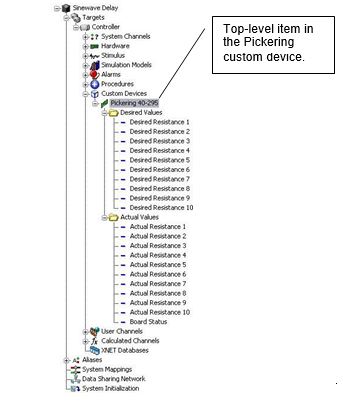 Sinewave Delay
Targets
Controller
System Channels
Hardware
Stimulus
Simulation Models
Alarms
Procedures
Custom Devices
Pickering 40-295
Desired Values
Desired Resistance 1
Desired Resistance 2
Desired Resistance 3
Desired Resistance 4
Desired Resistance 5
Desired Resistance 6
Desired Resistance 7
Desired Resistance 8
Desired Resistance 9
Desired Resistance 10
Actual Values
Actual Resistance 1
Actual Resistance 2
Actual Resistance 3
Actual Resistance 4
Actual Resistance 5
Actual Resistance 6
Actual Resistance 7
Actual Resistance 8
Actual Resistance 9
Actual Resistance 10
Board Status
User Channels
Calculated Channels
XNET Databases
Aliases
System Mappings
Data Sharing Network
System Initialization
Top-level item in
the Pickering
custom device.